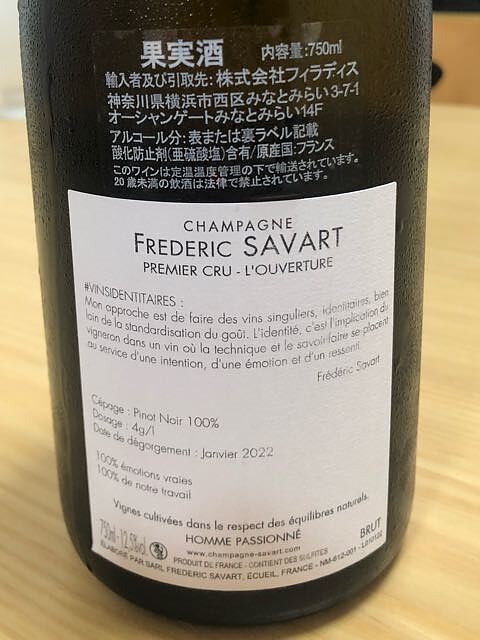 果実酒 内容量:750ml
輸入者及び引取先:株式会社フィラディス
神奈川県横浜市西区みなとみらい3-7-1
オーシャンゲートみなとみらい14F
アルコール分:表または裏ラベル記載
酸化防止剤(亜硫酸塩)含有/原産国:フランス
このワインは定温温度管理の下で輸送されています。
20歳未満の飲酒は法律で禁止されています。
CHAMPAGNE
FREDERIC SAVART
PREMIER CRU - L'OUVERTURE
#VINSIDENTITAIRES :
Mon approche est de faire des vins singuliers, identitaires, bien
loin de la standardisation du goût. L'identité, c'est l'implication du
vigneron dans un vin où la technique et le savoir-faire se placent
au service d'une intention, d'une émotion et d'un ressenti.
Frédéric Savart
Cépage : Pinot Noir 100%
Dosage : 4g/l
Date de dégorgement : Janvier 2022
100% émotions vraies
100% de notre travail
Vignes cultivées dans le respect des équilibres naturels.
HOMME PASSIONNÉ
750ml - 12,5%vol. www.champagne-savart.com BRUT
PRODUIT DE FRANCE - CONTIENT DES SULFITES
ÉLABORÉ PAR SARL FREDERIC SAVART, ÉCUEIL, FRANCE - NM-612-001 -